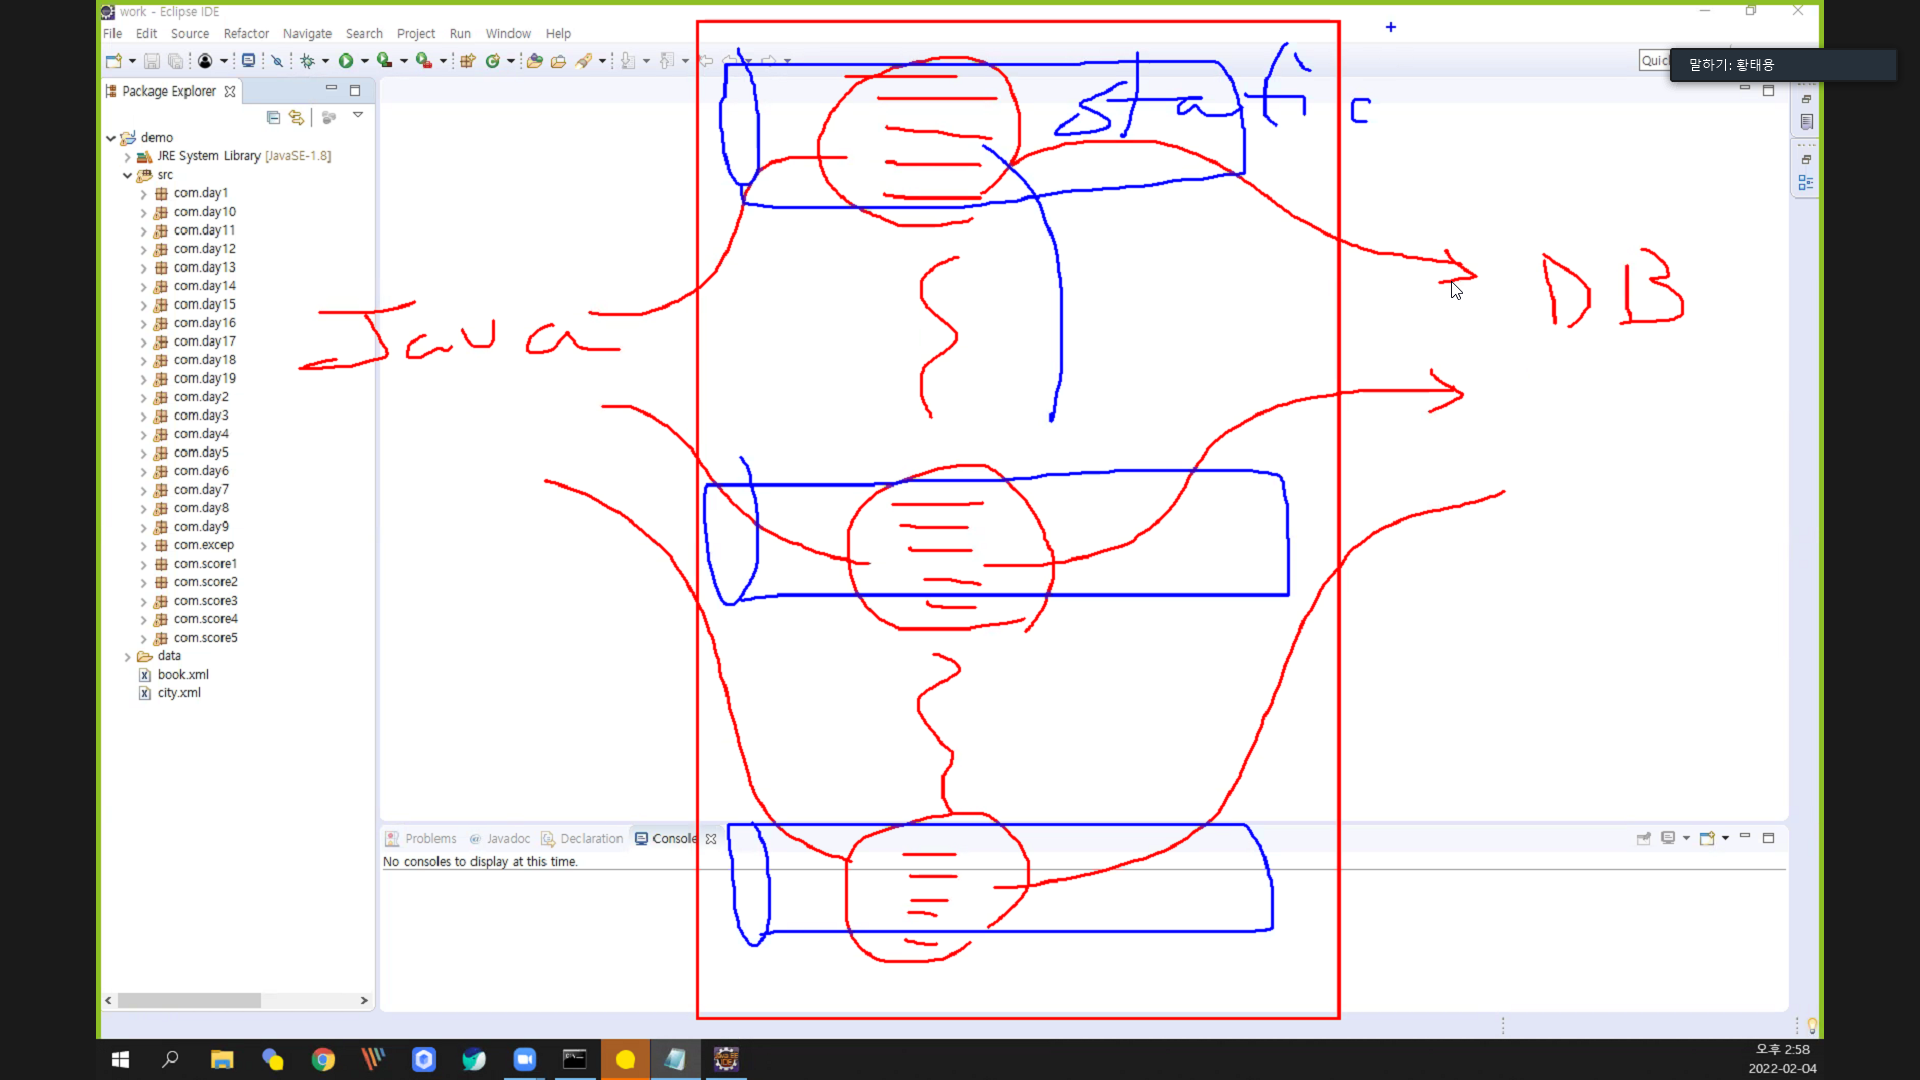 work - Eclipse IDE
File Edit Source Refactor Navigate Search Project Run Window Help
Quic
말하기: 황태용
Package Explorer
demo
JRE System Library [JavaSE-1.8]
src
com.day1
com.day10
com.day11
com.day12
com.day13
com.day14
com.day15
com.day16
com.day17
com.day18
com.day19
com.day2
com.day3
com.day4
com.day5
com.day6
com.day7
com.day8
com.day9
com.excep
com.score1
com.score2
com.score3
com.score4
com.score5
data
book.xml
city.xml
static
Java
DB
Problems Javadoc Declaration Console
No consoles to display at this time.
오후 2:58
2022-02-04